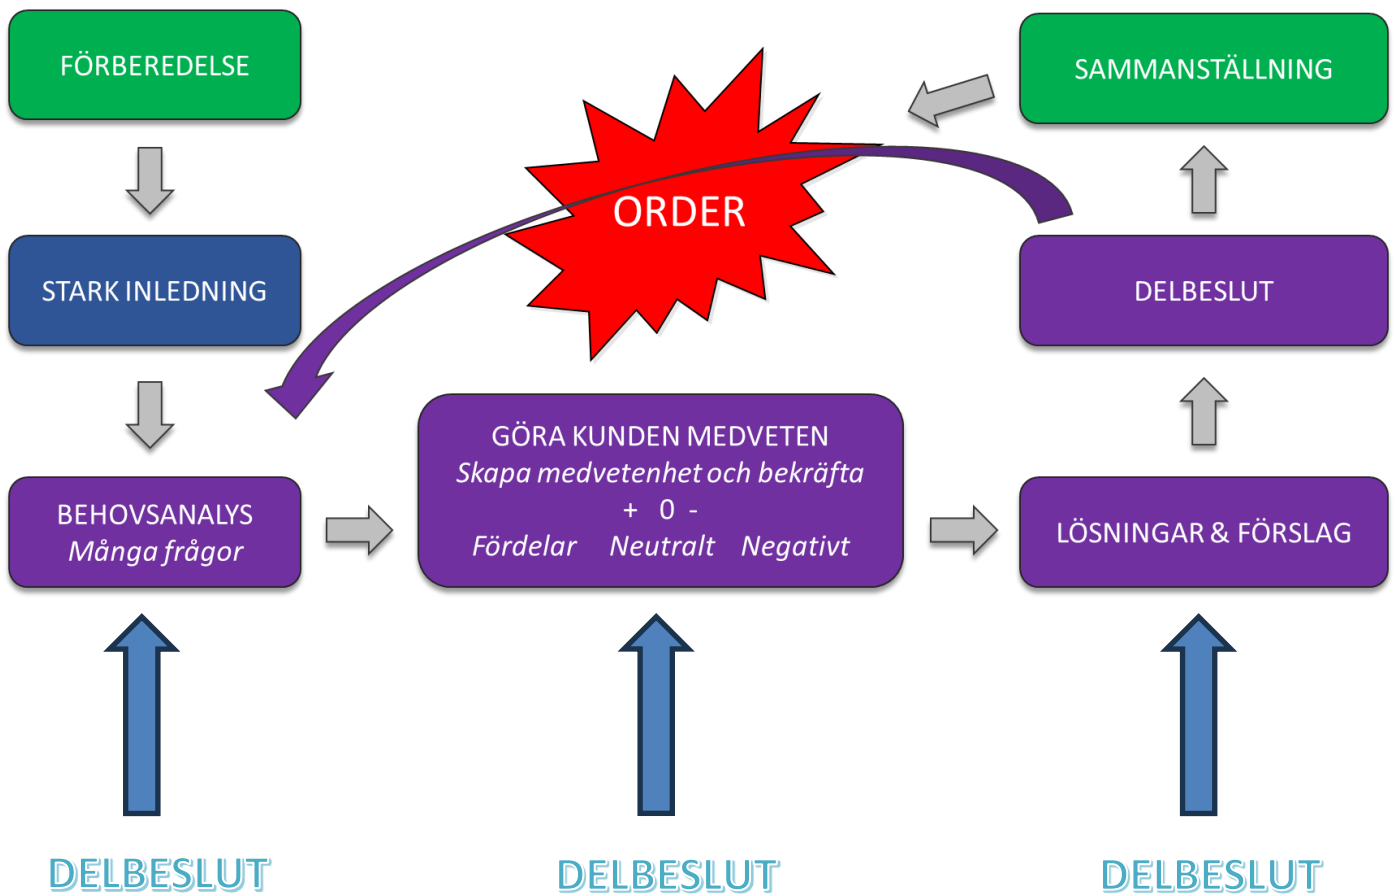 FÖRBEREDELSE
SAMMANSTÄLLNING
ORDER
STARK INLEDNING
DELBESLUT
BEHOVSANALYS
Många frågor
GÖRA KUNDEN MEDVETEN
Skapa medvetenhet och bekräfta
+ 0 -
Fördelar Neutralt Negativt
LÖSNINGAR & FÖRSLAG
DELBESLUT
DELBESLUT
DELBESLUT